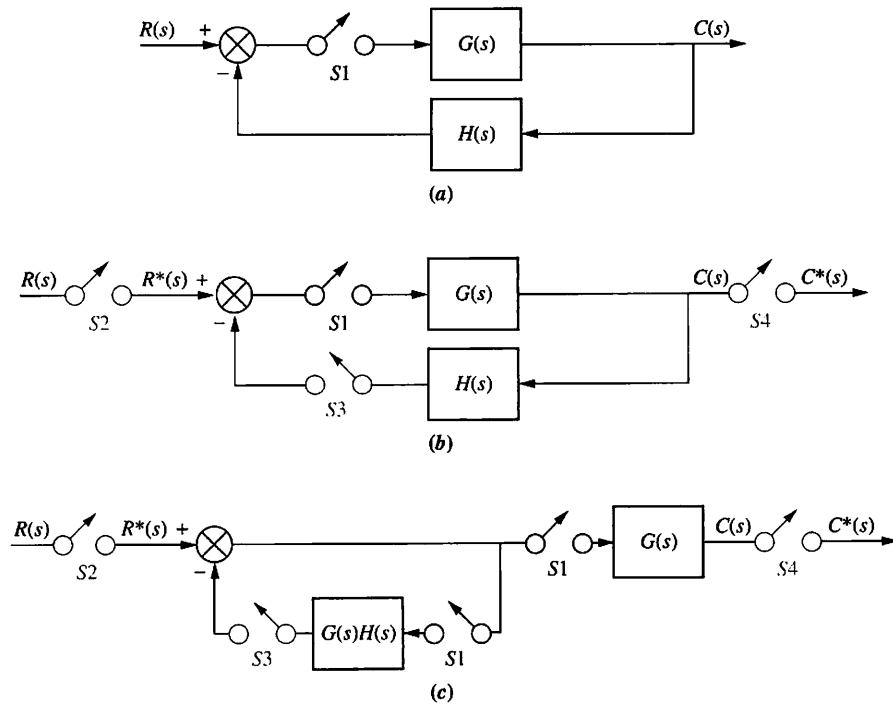 R(s) + C(s)
G(s)
− S1
H(s)
(a)
R(s) R*(s) + C(s) C*(s)
G(s)
S2 − S1 S4
H(s)
S3
(b)
R(s) R*(s) + C(s) C*(s)
G(s)
S2 − S1 S4
G(s)H(s)
S3 S1
(c)